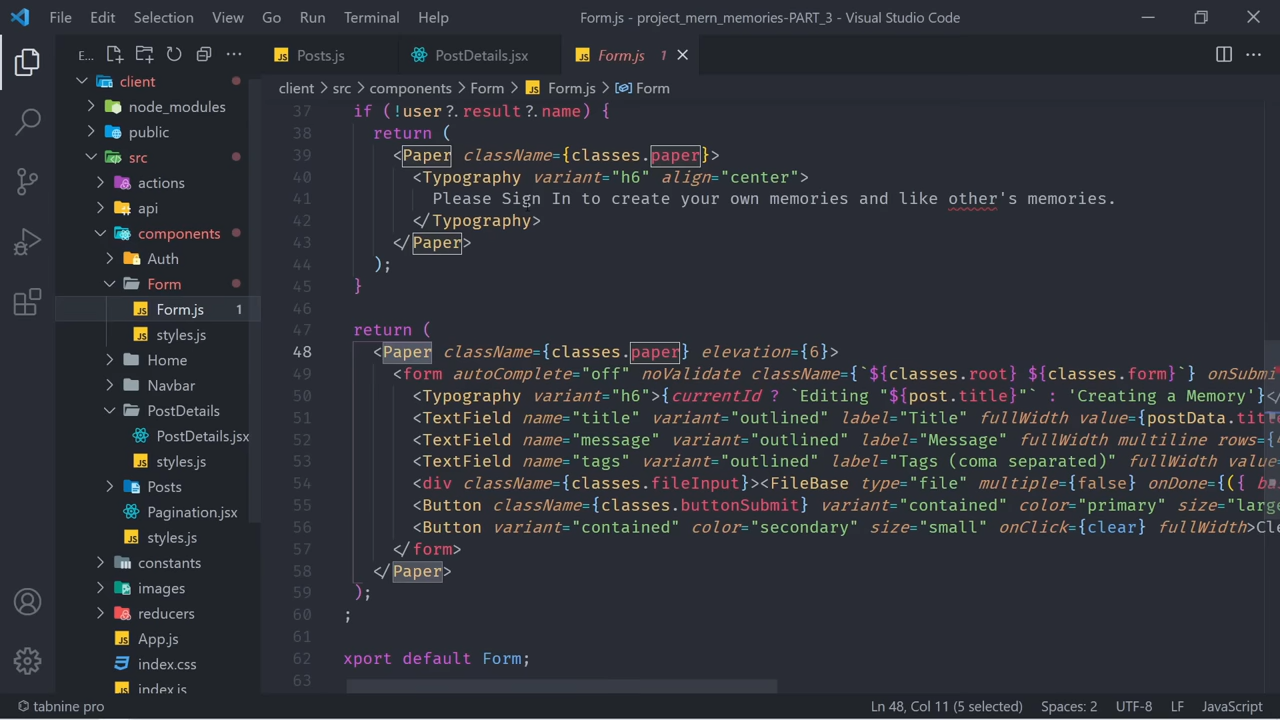 File Edit Selection View Go Run Terminal Help
Form.js - project_mern_memories-PART_3 - Visual Studio Code
E...
Posts.js
PostDetails.jsx
Form.js 1
client > src > components > Form > Form.js > Form
client
node_modules
public
src
actions
api
components
Auth
Form
Form.js 1
styles.js
Home
Navbar
PostDetails
PostDetails.jsx
styles.js
Posts
Pagination.jsx
styles.js
constants
images
reducers
App.js
index.css
index.js
37 if (!user?.result?.name) {
38 return (
39 <Paper className={classes.paper}>
40 <Typography variant="h6" align="center">
41 Please Sign In to create your own memories and like other's memories.
42 </Typography>
43 </Paper>
44 );
45 }
46
47 return (
48 <Paper className={classes.paper} elevation={6}>
49 <form autoComplete="off" noValidate className={`${classes.root} ${classes.form}`} onSubmi
50 <Typography variant="h6">{currentId ? `Editing "${post.title}"` : 'Creating a Memory'}</
51 <TextField name="title" variant="outlined" label="Title" fullWidth value={postData.tit
52 <TextField name="message" variant="outlined" label="Message" fullWidth multiline rows={
53 <TextField name="tags" variant="outlined" label="Tags (coma separated)" fullWidth value=
54 <div className={classes.fileInput}><FileBase type="file" multiple={false} onDone={({ ba
55 <Button className={classes.buttonSubmit} variant="contained" color="primary" size="large
56 <Button variant="contained" color="secondary" size="small" onClick={clear} fullWidth>Cle
57 </form>
58 </Paper>
59 );
60 ;
61
62 xport default Form;
63
tabnine pro
Ln 48, Col 11 (5 selected) Spaces: 2 UTF-8 LF JavaScript